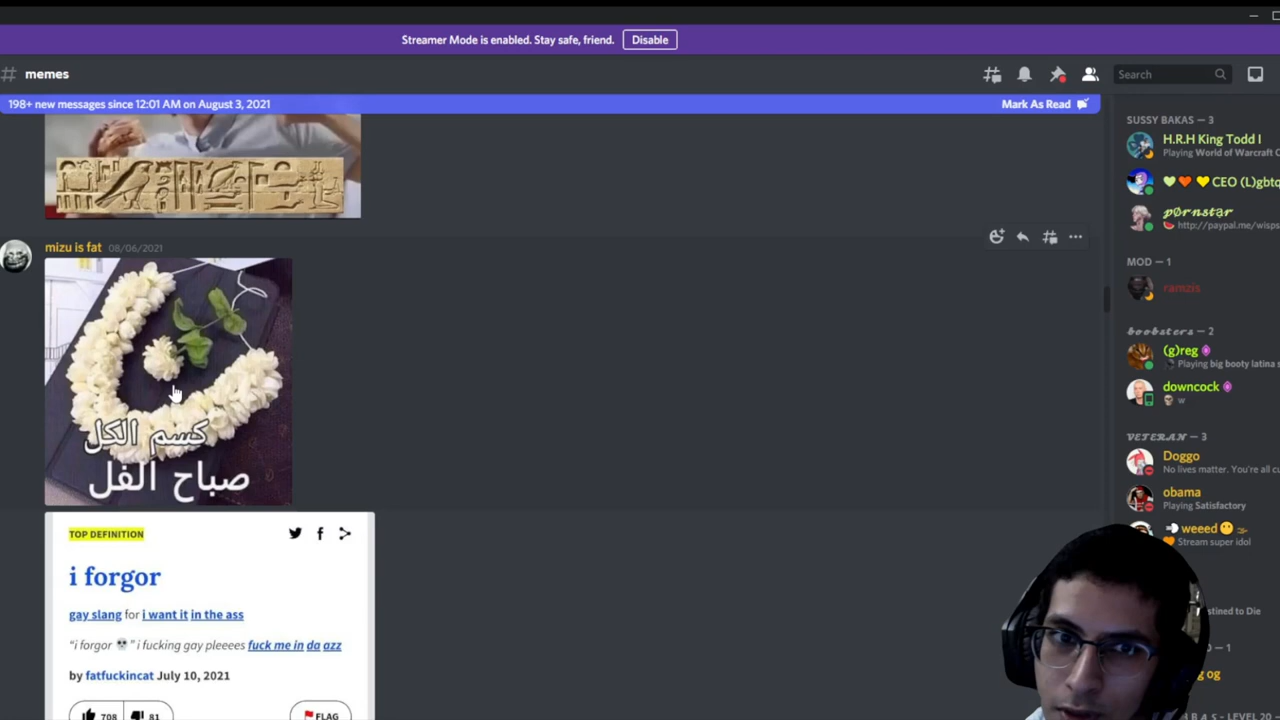 Streamer Mode is enabled. Stay safe, friend. Disable
# memes
Search
198+ new messages since 12:01 AM on August 3, 2021 Mark As Read
SUSSY BAKAS — 3
H.R.H King Todd I
Playing World of Warcraft C
CEO (L)gbtq
pØrnstạr
http://paypal.me/wisps
MOD — 1
ramzis
mizu is fat 08/06/2021
كسم الكل
صباح الفل
boobsters — 2
(g)reg
Playing big booty latina s
downcock
w
VETERAN — 3
Doggo
No lives matter. You're all cu
obama
Playing Satisfactory
weeed
Stream super idol
TOP DEFINITION
i forgor
gay slang for i want it in the ass
"i forgor 💀" i fucking gay pleeees fuck me in da azz
by fatfuckincat July 10, 2021
708 81 FLAG
stined to Die
— 1
g og
B A S - LEVEL 20